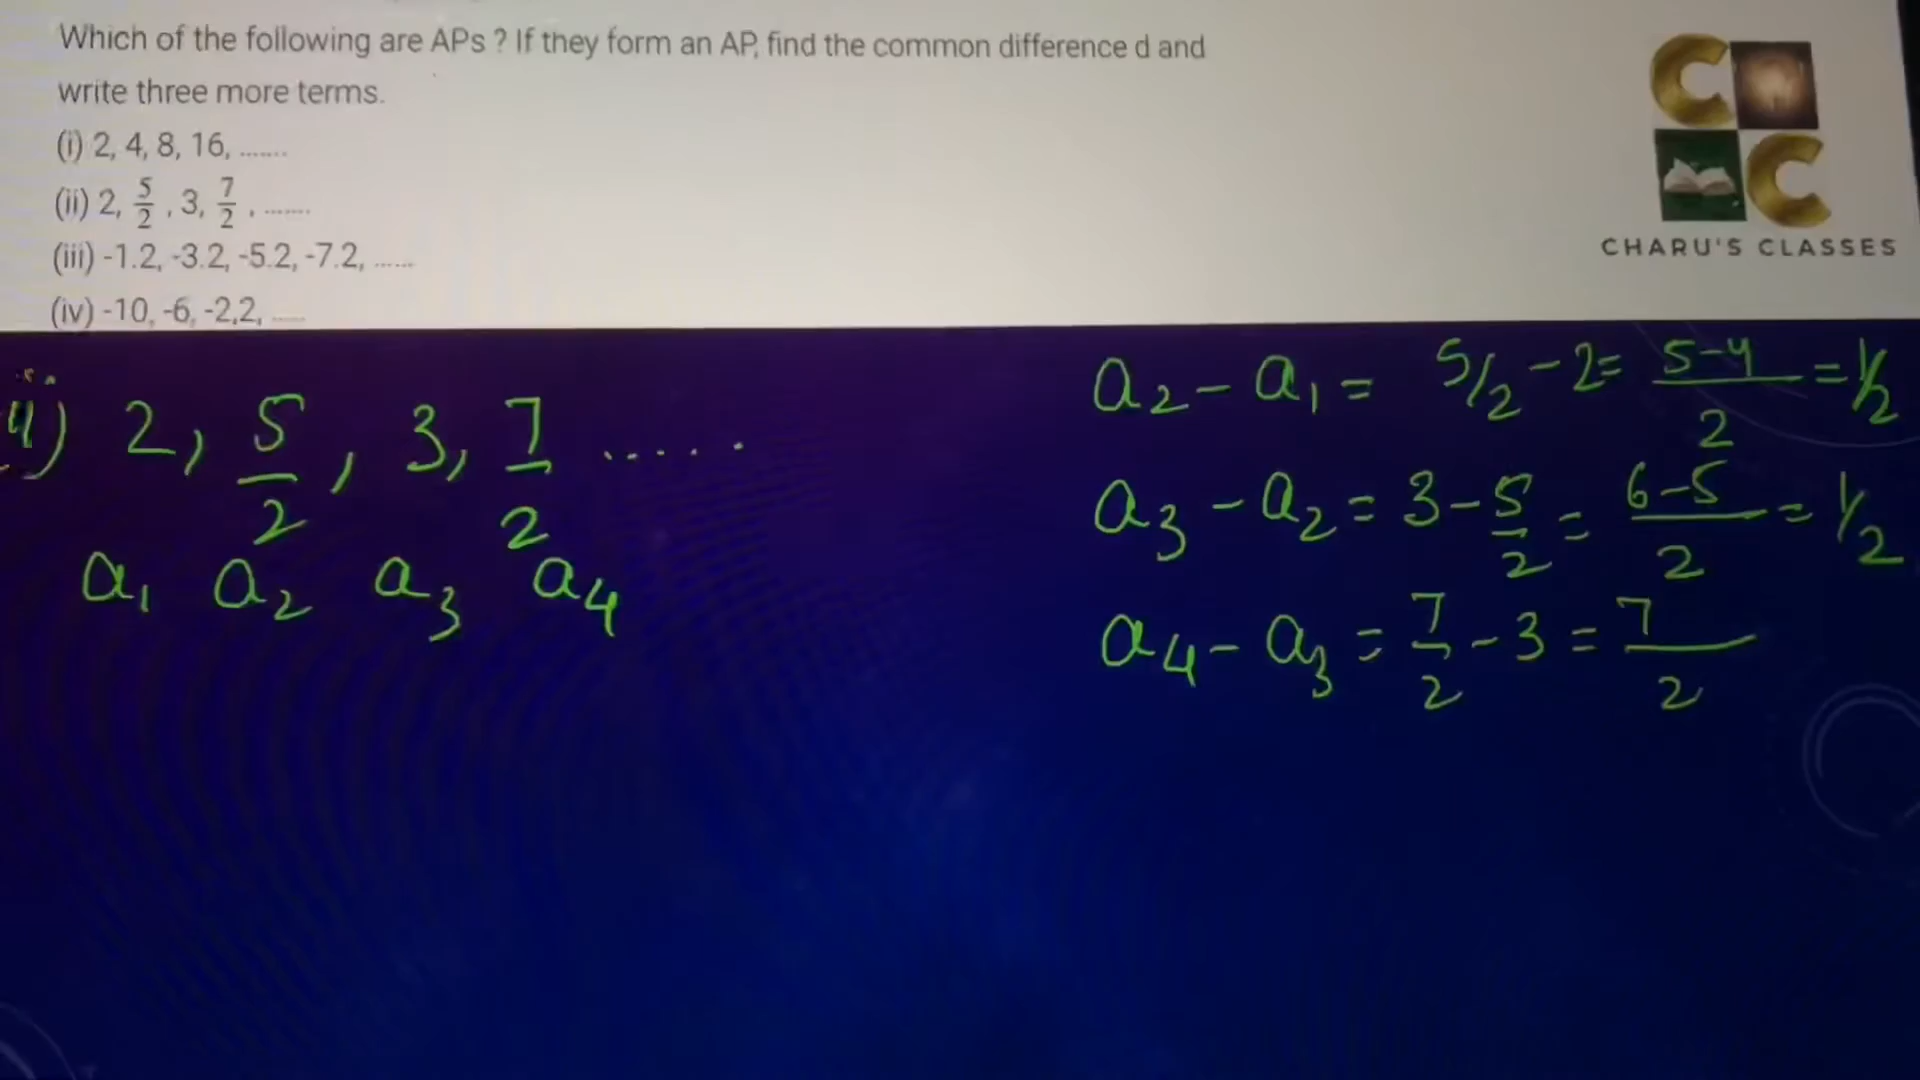 Which of the following are APs ? If they form an AP, find the common difference d and
write three more terms.
(i) 2, 4, 8, 16, .......
(ii) 2, 5/2 , 3, 7/2 , .......
(iii) -1.2, -3.2, -5.2, -7.2, ......
(iv) -10, -6, -2,2, .....
CHARU'S CLASSES
ii) 2, 5/2, 3, 7/2 ......
a₁ a₂ a₃ a₄
a₂ - a₁ = 5/2 - 2 = 5-4/2 = 1/2
a₃ - a₂ = 3 - 5/2 = 6-5/2 = 1/2
a₄ - a₃ = 7/2 - 3 = 7/2